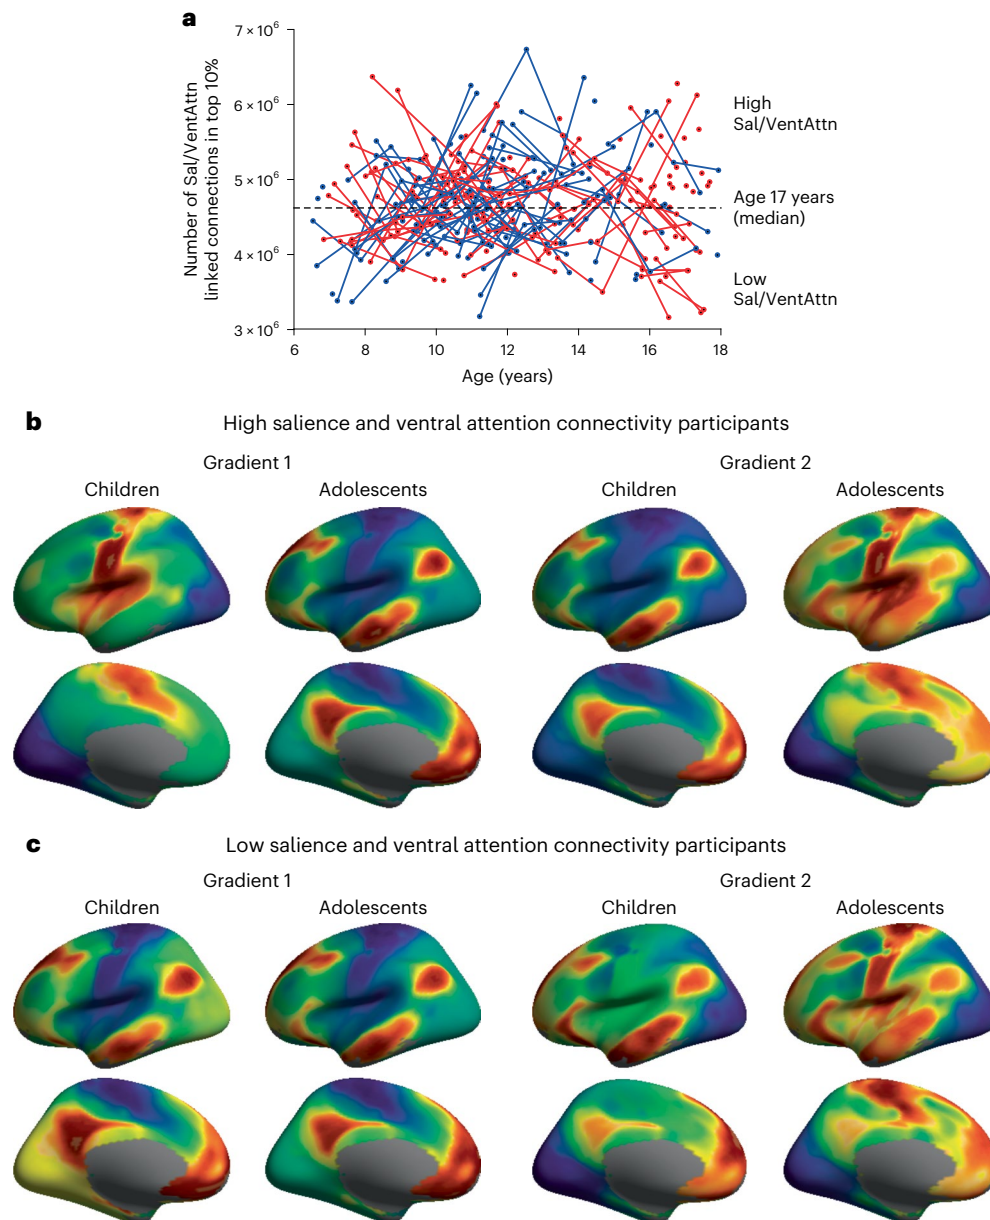 a
7 × 10⁶
6 × 10⁶
5 × 10⁶
4 × 10⁶
3 × 10⁶
Number of Sal/VentAttn
linked connections in top 10%
6 8 10 12 14 16 18
Age (years)
High
Sal/VentAttn
Age 17 years
(median)
Low
Sal/VentAttn
b
High salience and ventral attention connectivity participants
Gradient 1 Gradient 2
Children Adolescents Children Adolescents
c
Low salience and ventral attention connectivity participants
Gradient 1 Gradient 2
Children Adolescents Children Adolescents